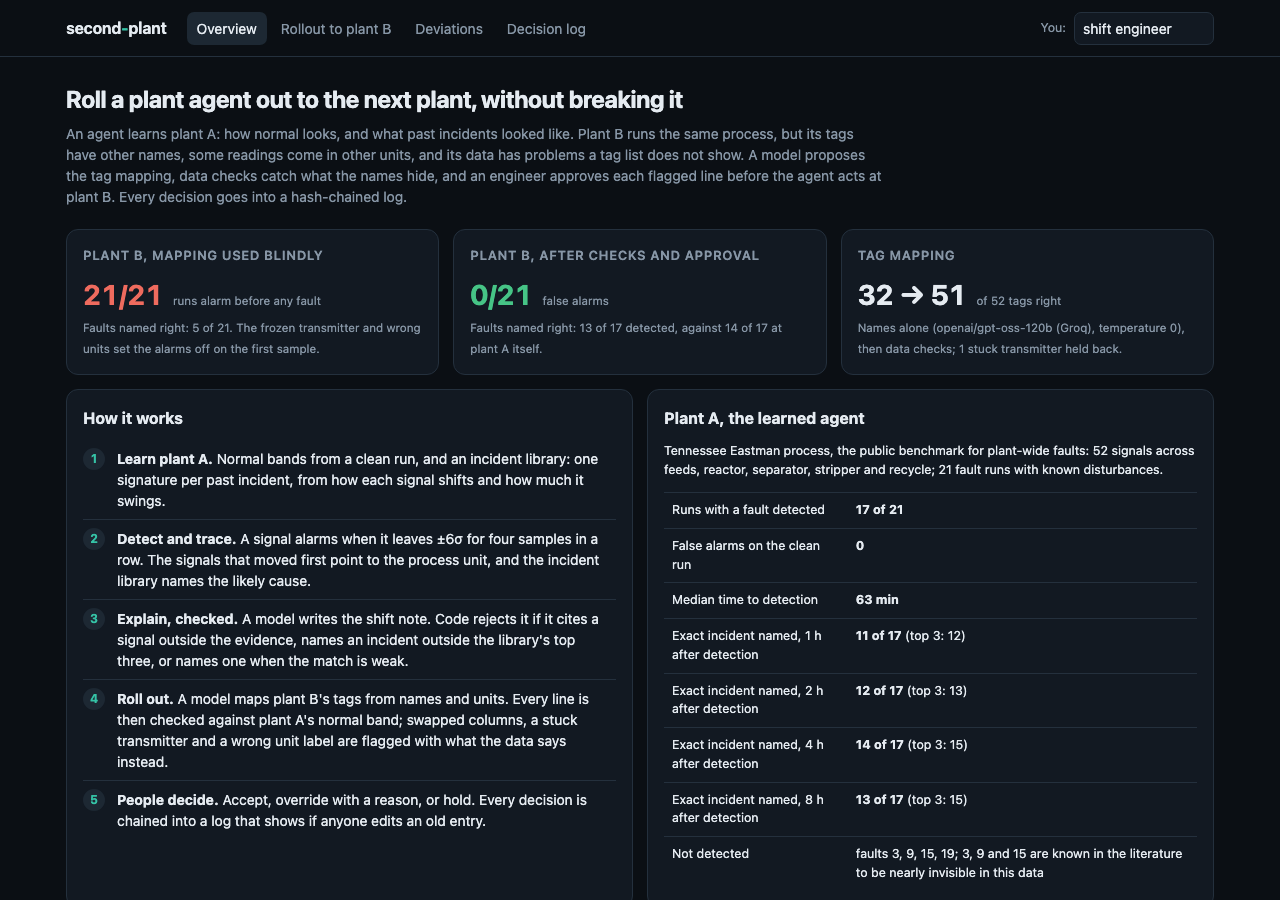 second-plant
Overview
Rollout to plant B
Deviations
Decision log
You:
shift engineer
Roll a plant agent out to the next plant, without breaking it
An agent learns plant A: how normal looks, and what past incidents looked like. Plant B runs the same process, but its tags
have other names, some readings come in other units, and its data has problems a tag list does not show. A model proposes
the tag mapping, data checks catch what the names hide, and an engineer approves each flagged line before the agent acts at
plant B. Every decision goes into a hash-chained log.
PLANT B, MAPPING USED BLINDLY
21/21 runs alarm before any fault
Faults named right: 5 of 21. The frozen transmitter and wrong
units set the alarms off on the first sample.
PLANT B, AFTER CHECKS AND APPROVAL
0/21 false alarms
Faults named right: 13 of 17 detected, against 14 of 17 at
plant A itself.
TAG MAPPING
32 → 51 of 52 tags right
Names alone (openai/gpt-oss-120b (Groq), temperature 0),
then data checks; 1 stuck transmitter held back.
How it works
1 Learn plant A. Normal bands from a clean run, and an incident library: one
signature per past incident, from how each signal shifts and how much it
swings.
2 Detect and trace. A signal alarms when it leaves ±6σ for four samples in a
row. The signals that moved first point to the process unit, and the incident
library names the likely cause.
3 Explain, checked. A model writes the shift note. Code rejects it if it cites a
signal outside the evidence, names an incident outside the library's top
three, or names one when the match is weak.
4 Roll out. A model maps plant B's tags from names and units. Every line is
then checked against plant A's normal band; swapped columns, a stuck
transmitter and a wrong unit label are flagged with what the data says
instead.
5 People decide. Accept, override with a reason, or hold. Every decision is
chained into a log that shows if anyone edits an old entry.
Plant A, the learned agent
Tennessee Eastman process, the public benchmark for plant-wide faults: 52 signals across
feeds, reactor, separator, stripper and recycle; 21 fault runs with known disturbances.
Runs with a fault detected 17 of 21
False alarms on the clean 0
run
Median time to detection 63 min
Exact incident named, 1 h 11 of 17 (top 3: 12)
after detection
Exact incident named, 2 h 12 of 17 (top 3: 13)
after detection
Exact incident named, 4 h 14 of 17 (top 3: 15)
after detection
Exact incident named, 8 h 13 of 17 (top 3: 15)
after detection
Not detected faults 3, 9, 15, 19; 3, 9 and 15 are known in the literature
to be nearly invisible in this data